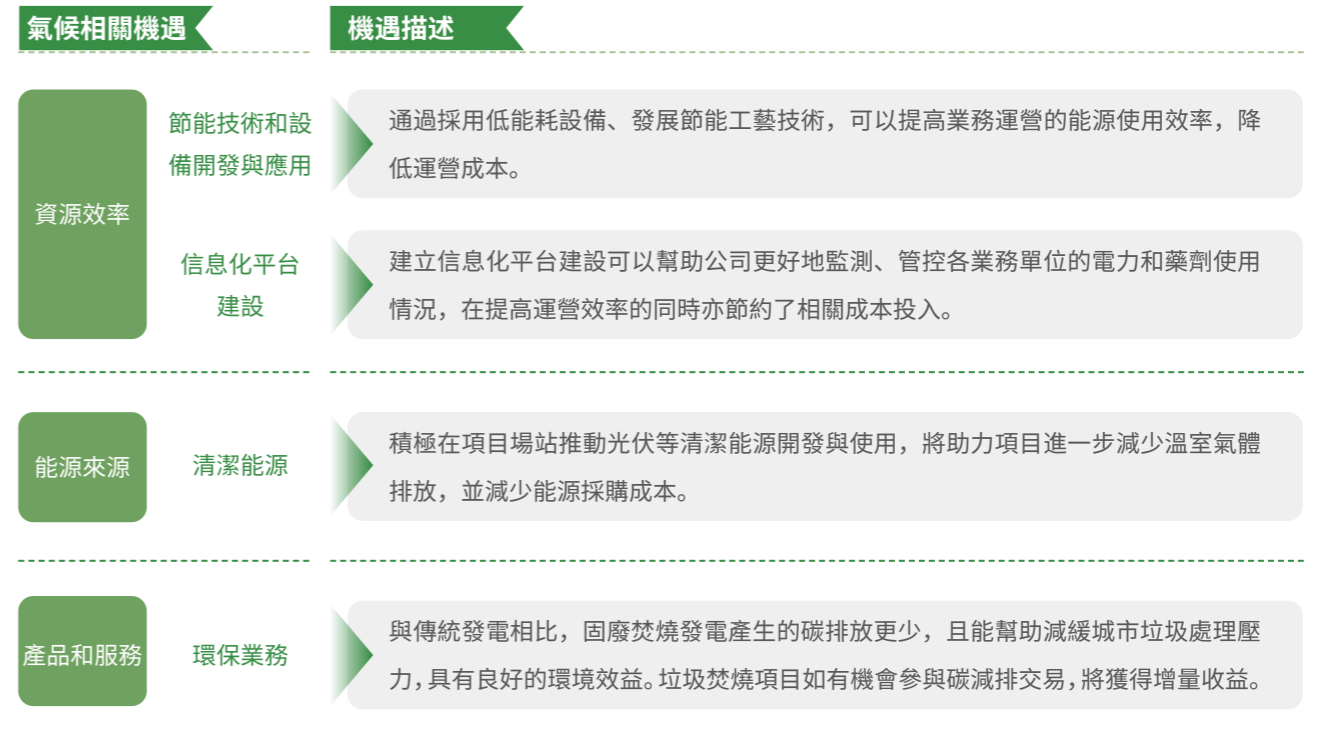 氣候相關機遇
機遇描述
資源效率
節能技術和設
備開發與應用
通過採用低能耗設備、發展節能工藝技術，可以提高業務運營的能源使用效率，降
低運營成本。
信息化平台
建設
建立信息化平台建設可以幫助公司更好地監測、管控各業務單位的電力和藥劑使用
情況，在提高運營效率的同時亦節約了相關成本投入。
能源來源
清潔能源
積極在項目場站推動光伏等清潔能源開發與使用，將助力項目進一步減少溫室氣體
排放，並減少能源採購成本。
產品和服務
環保業務
與傳統發電相比，固廢焚燒發電產生的碳排放更少，且能幫助減緩城市垃圾處理壓
力，具有良好的環境效益。垃圾焚燒項目如有機會參與碳減排交易，將獲得增量收益。